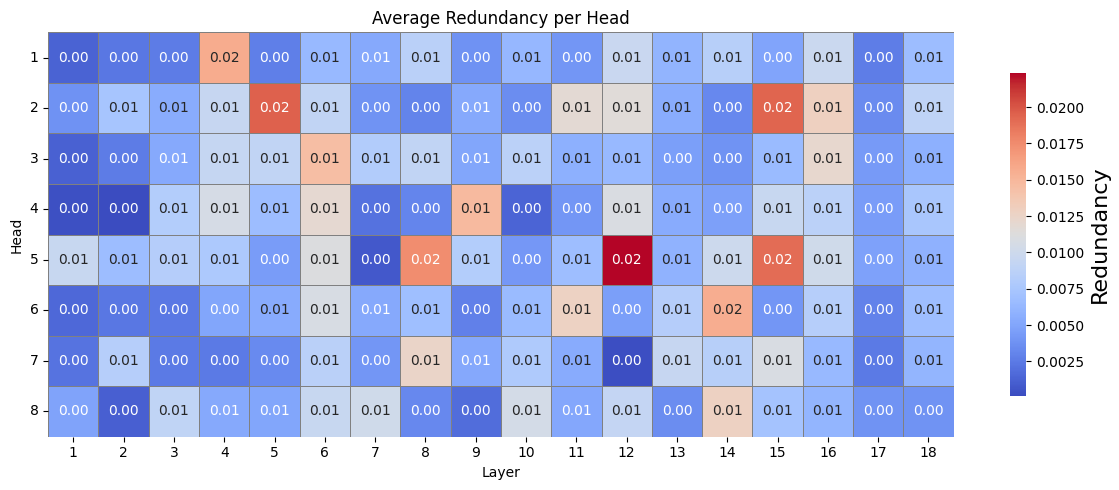 Average Redundancy per Head
1 0.00 0.00 0.00 0.02 0.00 0.01 0.01 0.01 0.00 0.01 0.00 0.01 0.01 0.01 0.00 0.01 0.00 0.01
2 0.00 0.01 0.01 0.01 0.02 0.01 0.00 0.00 0.01 0.00 0.01 0.01 0.01 0.00 0.02 0.01 0.00 0.01
3 0.00 0.00 0.01 0.01 0.01 0.01 0.01 0.01 0.00 0.01 0.01 0.01 0.00 0.00 0.01 0.01 0.00 0.01
4 0.00 0.00 0.01 0.01 0.01 0.01 0.00 0.00 0.01 0.00 0.00 0.01 0.01 0.00 0.01 0.01 0.00 0.01
5 0.01 0.01 0.01 0.01 0.00 0.01 0.00 0.02 0.01 0.00 0.01 0.02 0.00 0.01 0.02 0.01 0.00 0.01
6 0.00 0.00 0.00 0.00 0.01 0.01 0.01 0.01 0.00 0.01 0.01 0.00 0.01 0.02 0.00 0.01 0.00 0.01
7 0.00 0.01 0.00 0.00 0.00 0.01 0.00 0.01 0.01 0.01 0.01 0.00 0.01 0.01 0.01 0.01 0.00 0.01
8 0.00 0.00 0.01 0.01 0.01 0.01 0.01 0.00 0.00 0.01 0.01 0.01 0.00 0.01 0.01 0.01 0.00 0.00
1 2 3 4 5 6 7 8 9 10 11 12 13 14 15 16 17 18
Layer
Head
0.0200
0.0175
0.0150
0.0125
0.0100
0.0075
0.0050
0.0025
Redundancy